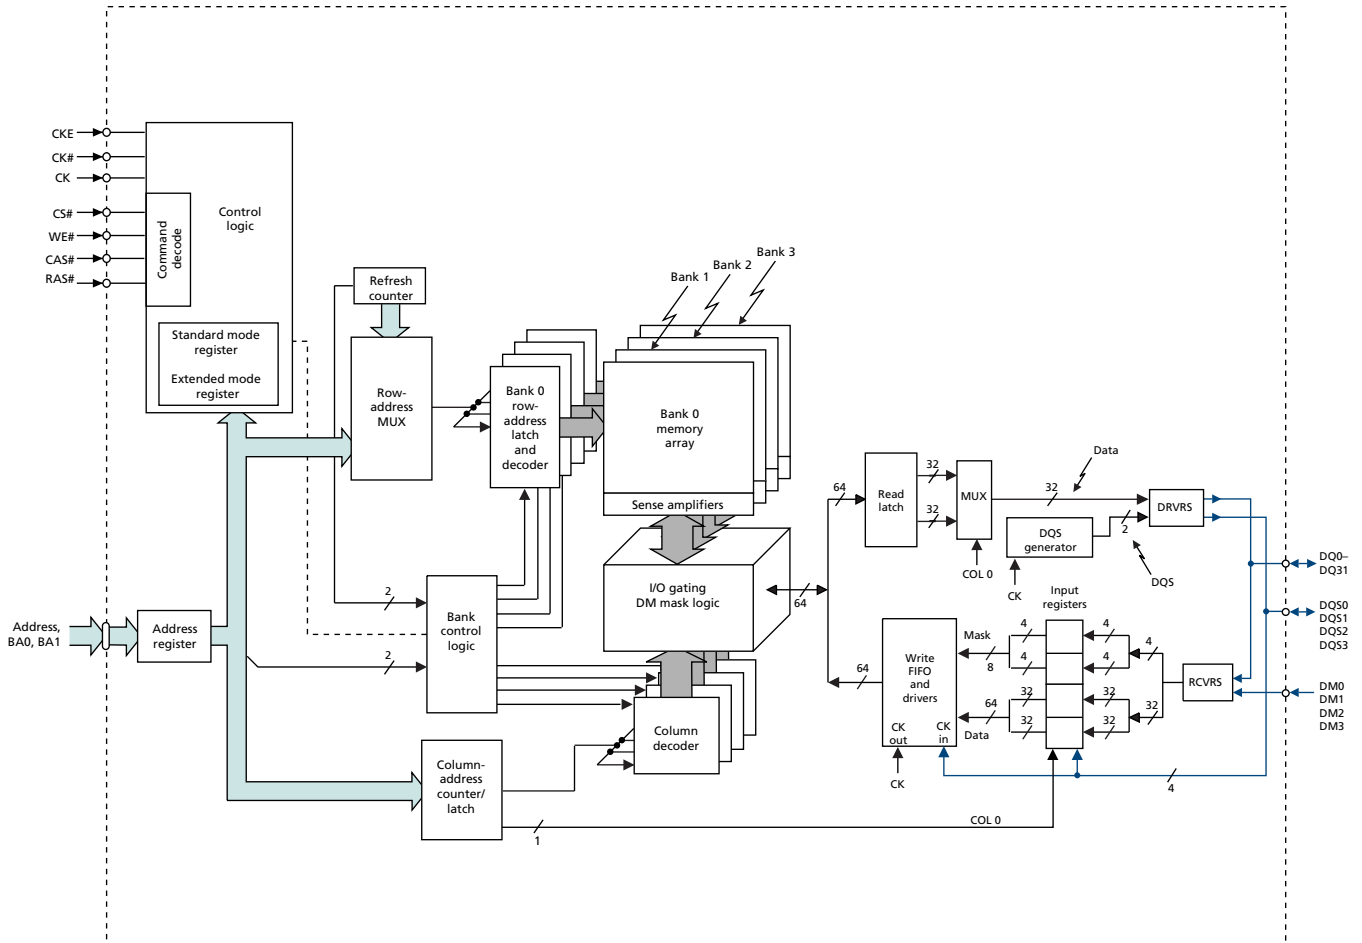 CKE
CK#
CK
CS#
WE#
CAS#
RAS#
Command
decode
Control
logic
Standard mode
register
Extended mode
register
Refresh
counter
Row-
address
MUX
Bank 0
row-
address
latch
and
decoder
Bank 1
Bank 2
Bank 3
Bank 0
memory
array
Sense amplifiers
I/O gating
DM mask logic
64
Address,
BA0, BA1
Address
register
2
2
Bank
control
logic
Column
decoder
Column-
address
counter/
latch
1
COL 0
64
Read
latch
32
32
MUX
COL 0
32
Data
DQS
generator
CK
2
DQS
DRVRS
DQ0–
DQ31
DQS0
DQS1
DQS2
DQS3
DM0
DM1
DM2
DM3
RCVRS
Input
registers
4
4
4
4
4
32
32
32
32
32
Mask
8
64
Data
Write
FIFO
and
drivers
CK
out
CK
in
CK
64
4